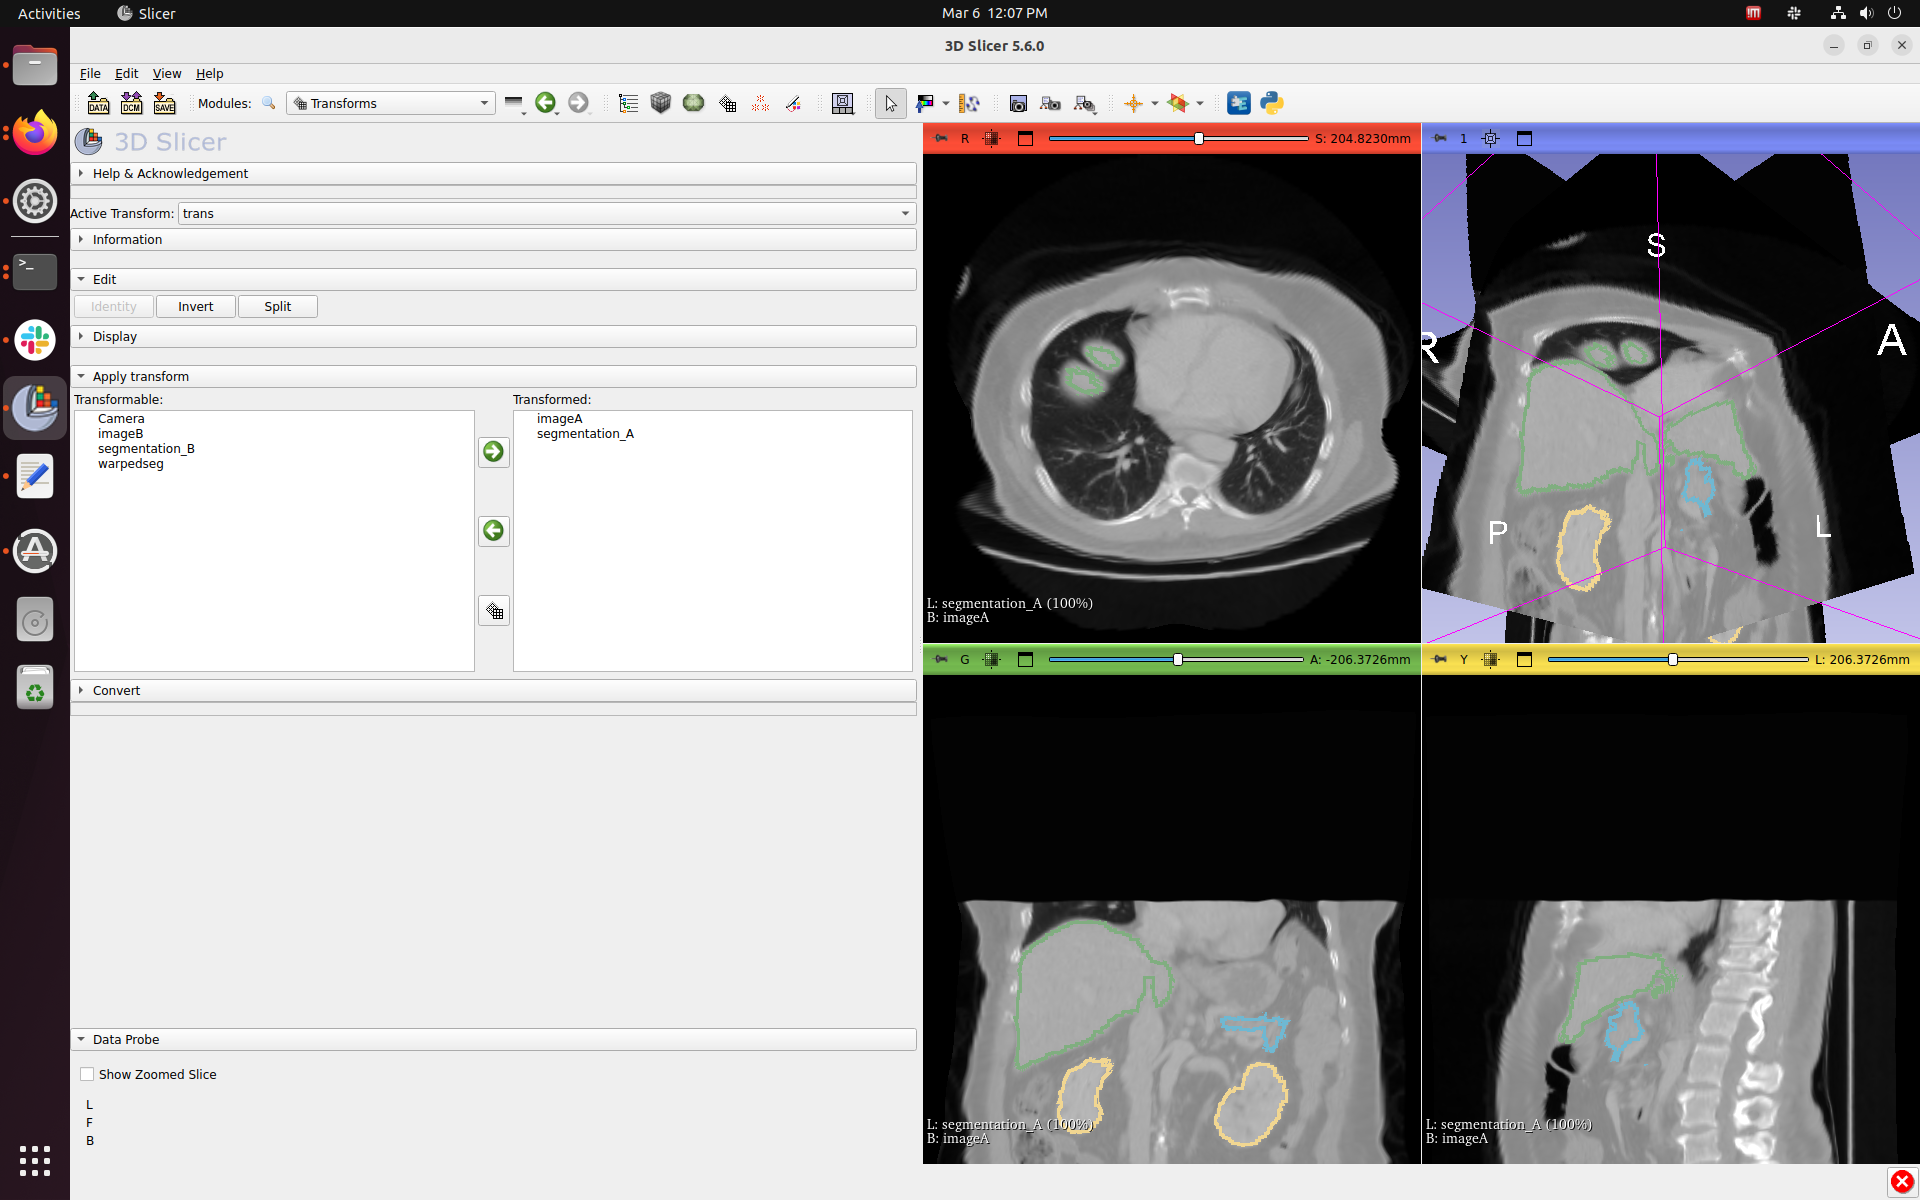 Activities
Slicer
Mar 6 12:07 PM
3D Slicer 5.6.0
File Edit View Help
DATA DCM SAVE Modules: Transforms
3D Slicer
Help & Acknowledgement
Active Transform: trans
Information
Edit
Identity Invert Split
Display
Apply transform
Transformable: Transformed:
Camera
imageB
segmentation_B
warpedseg
imageA
segmentation_A
Convert
Data Probe
Show Zoomed Slice
L
F
B
R S: 204.8230mm
L: segmentation_A (100%)
B: imageA
1
S
R
A
P
L
G A: -206.3726mm
L: segmentation_A (100%)
B: imageA
Y L: 206.3726mm
L: segmentation_A (100%)
B: imageA